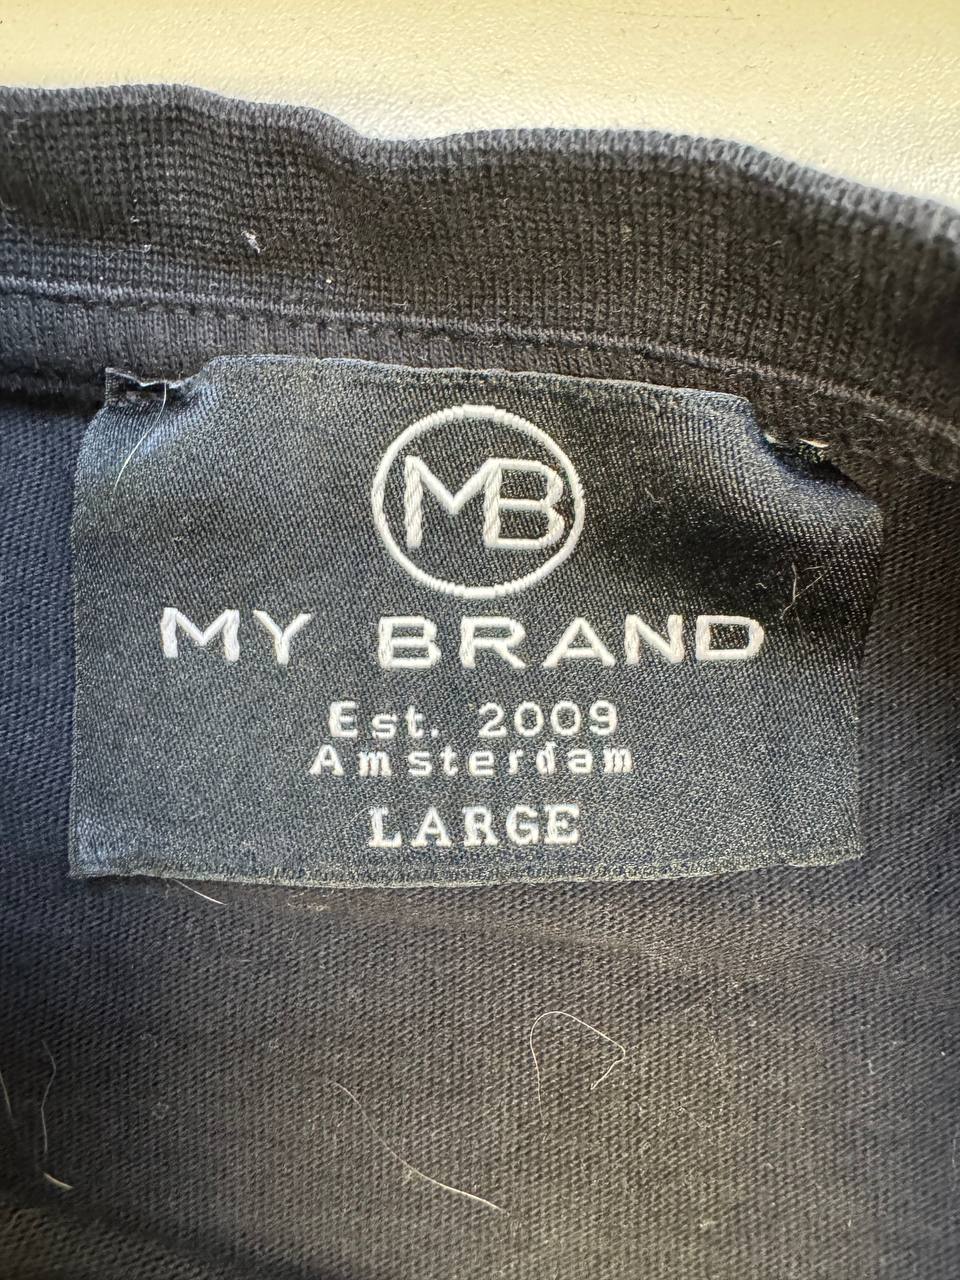 MB
MY BRAND
Est. 2009
Amsterdam
LARGE